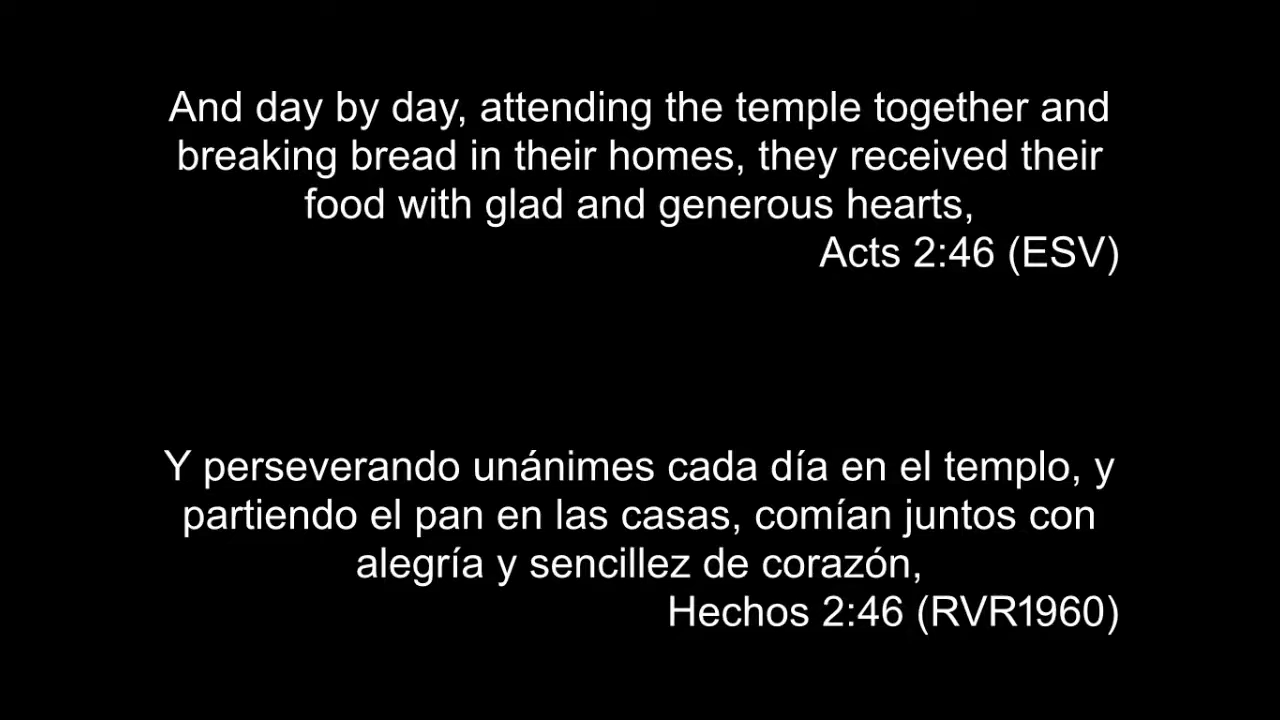 And day by day, attending the temple together and
breaking bread in their homes, they received their
food with glad and generous hearts,
Acts 2:46 (ESV)
Y perseverando unánimes cada día en el templo, y
partiendo el pan en las casas, comían juntos con
alegría y sencillez de corazón,
Hechos 2:46 (RVR1960)